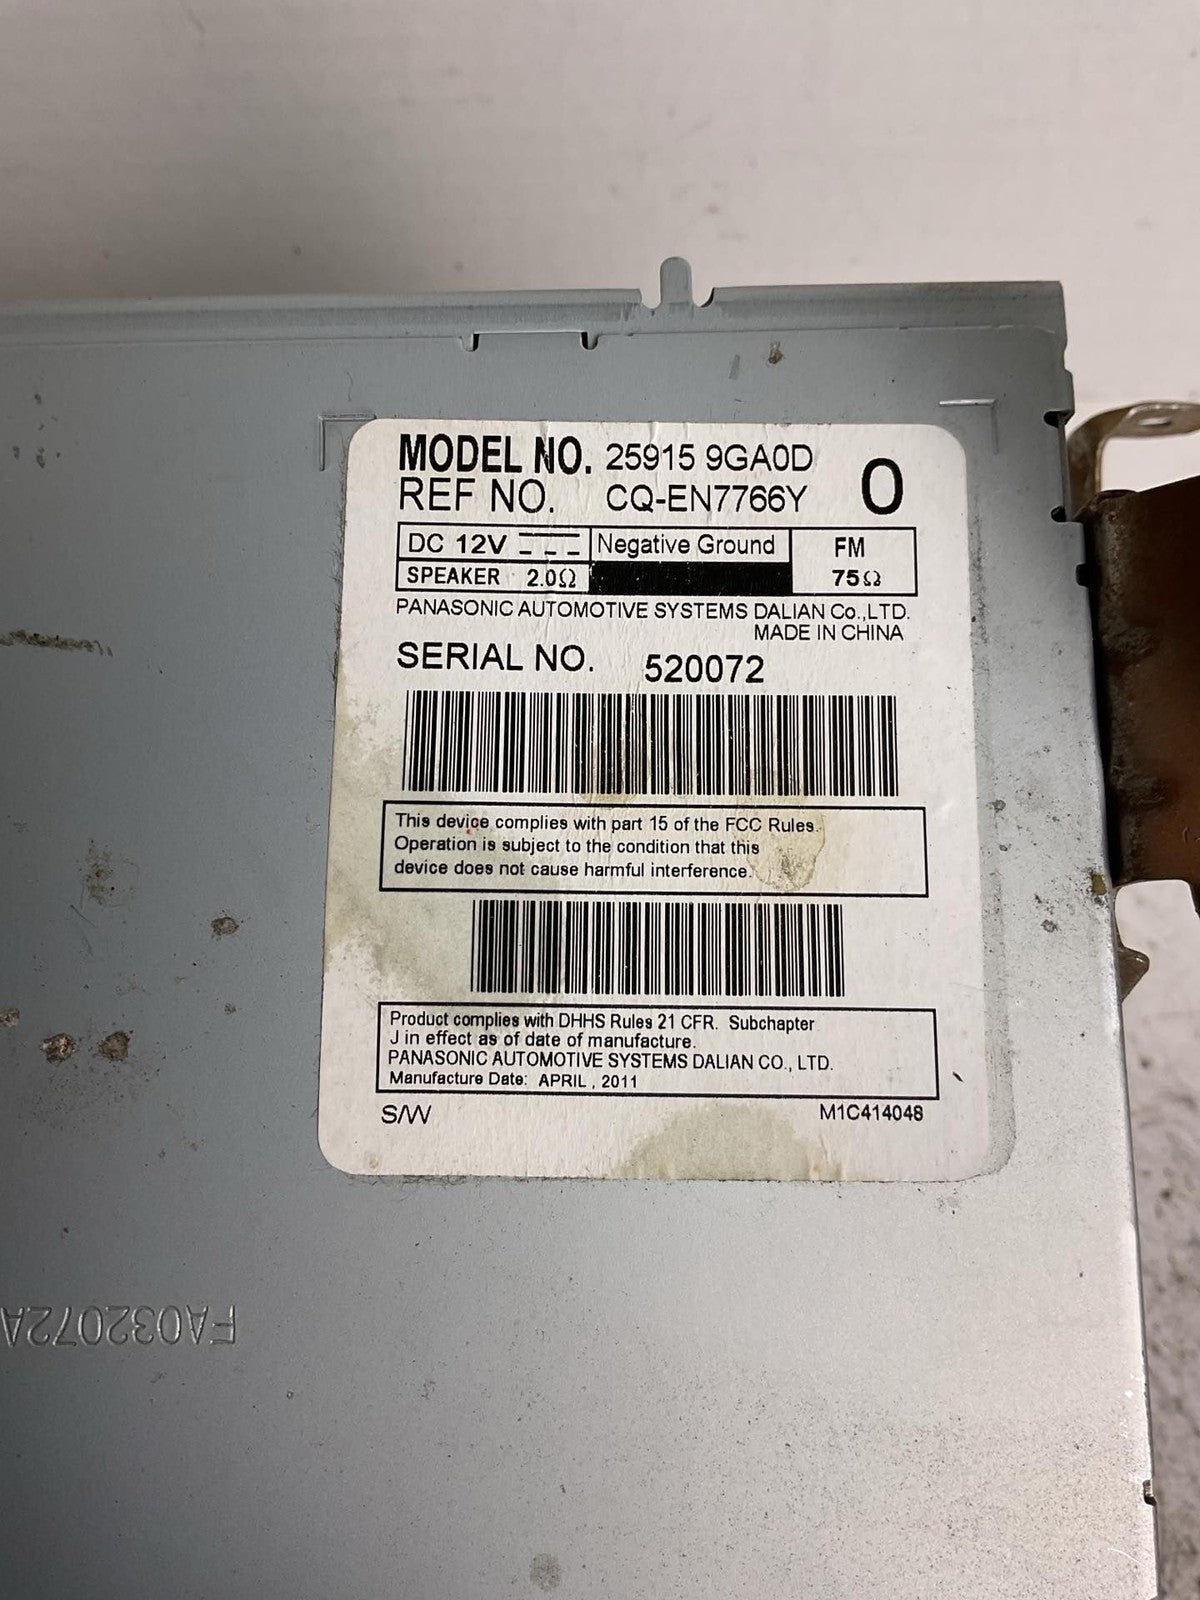 MODEL NO. 25915 9GA0D
REF NO. CQ-EN7766Y
0
DC 12V
Negative Ground
FM
SPEAKER 2.0Ω
75Ω
PANASONIC AUTOMOTIVE SYSTEMS DALIAN Co.,LTD.
MADE IN CHINA
SERIAL NO. 520072
This device complies with part 15 of the FCC Rules.
Operation is subject to the condition that this
device does not cause harmful interference.
Product complies with DHHS Rules 21 CFR. Subchapter
J in effect as of date of manufacture.
PANASONIC AUTOMOTIVE SYSTEMS DALIAN CO., LTD.
Manufacture Date: APRIL , 2011
S/W
M1C414048
FA032072A